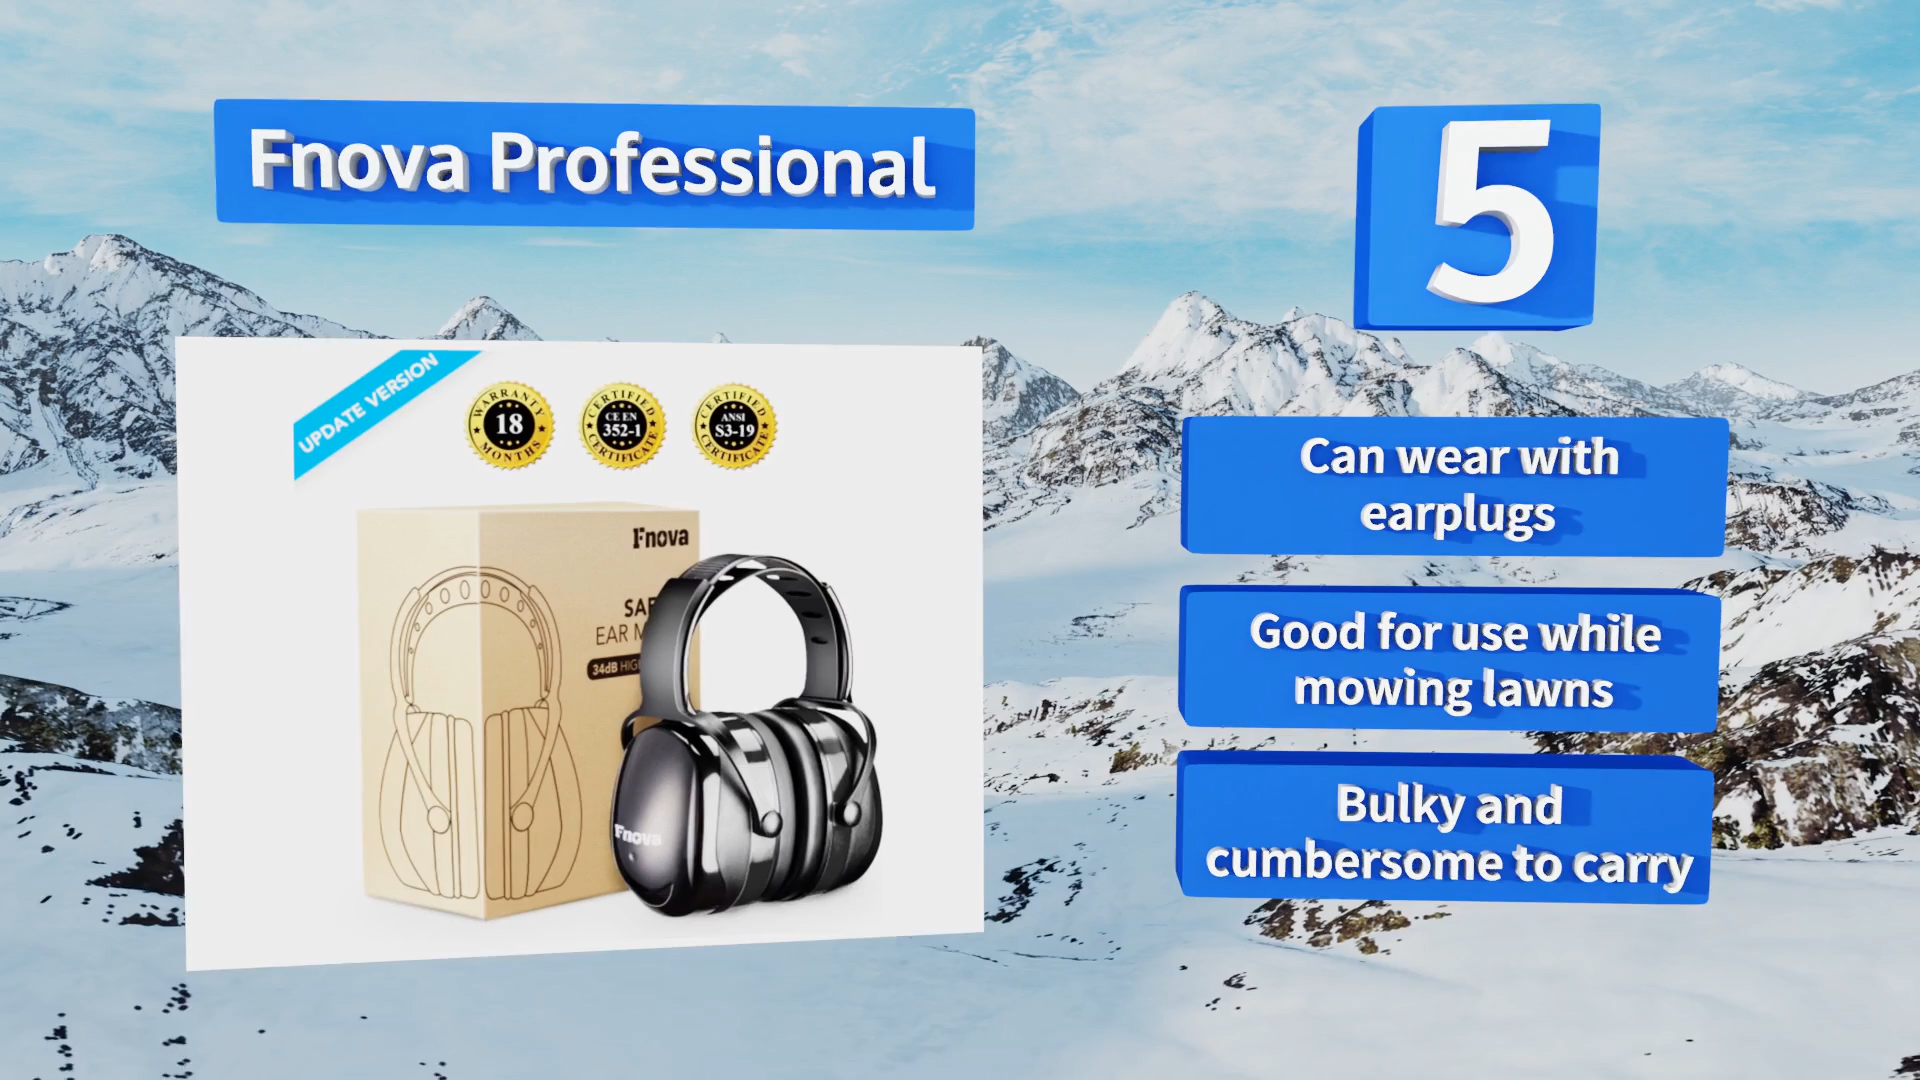 Fnova Professional
5
UPDATE VERSION
WARRANTY
18
MONTHS
CERTIFIED
CE EN
352-1
CERTIFICATE
CERTIFIED
ANSI
S3-19
CERTIFICATE
Fnova
EAR
34dB
Fnova
Can wear with
earplugs
Good for use while
mowing lawns
Bulky and
cumbersome to carry